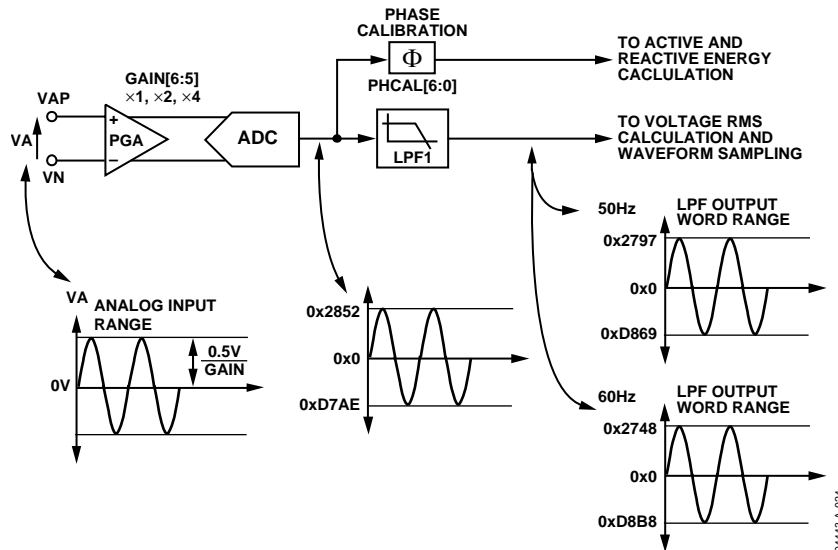 PHASE
CALIBRATION
Φ
PHCAL[6:0]
TO ACTIVE AND
REACTIVE ENERGY
CACLULATION
GAIN[6:5]
×1, ×2, ×4
VAP
VA
VN
+
PGA
−
ADC
LPF1
TO VOLTAGE RMS
CALCULATION AND
WAVEFORM SAMPLING
50Hz
LPF OUTPUT
WORD RANGE
0x2797
0x0
0xD869
VA
ANALOG INPUT
RANGE
0V
0.5V
GAIN
0x2852
0x0
0xD7AE
60Hz
LPF OUTPUT
WORD RANGE
0x2748
0x0
0xD8B8